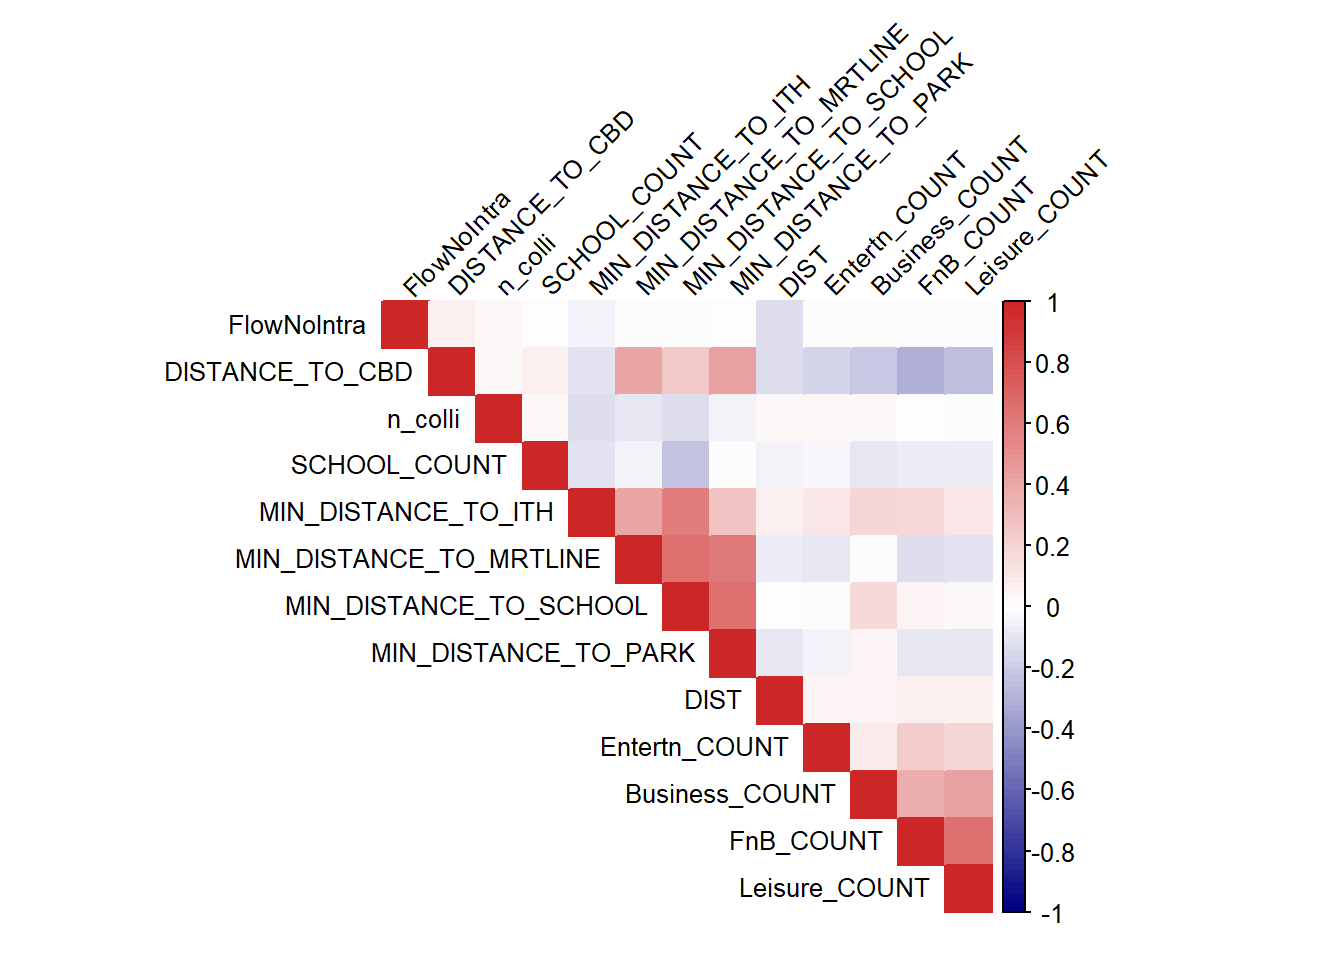 FlowNoIntra
DISTANCE_TO_CBD
n_colli
SCHOOL_COUNT
MIN_DISTANCE_TO_ITH
MIN_DISTANCE_TO_MRTLINE
MIN_DISTANCE_TO_SCHOOL
MIN_DISTANCE_TO_PARK
DIST
Entertn_COUNT
Business_COUNT
FnB_COUNT
Leisure_COUNT
FlowNoIntra
DISTANCE_TO_CBD
n_colli
SCHOOL_COUNT
MIN_DISTANCE_TO_ITH
MIN_DISTANCE_TO_MRTLINE
MIN_DISTANCE_TO_SCHOOL
MIN_DISTANCE_TO_PARK
DIST
Entertn_COUNT
Business_COUNT
FnB_COUNT
Leisure_COUNT
1
0.8
0.6
0.4
0.2
0
-0.2
-0.4
-0.6
-0.8
-1